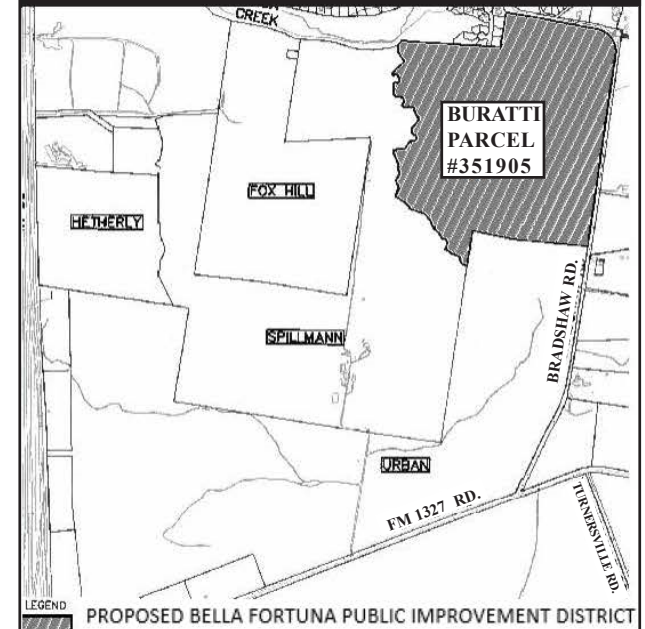 CREEK
BURATTI
PARCEL
#351905
FOX HILL
HETHERLY
BRADSHAW RD.
SPILLMANN
URBAN
FM 1327 RD.
TURNERSVILLE RD.
LEGEND
PROPOSED BELLA FORTUNA PUBLIC IMPROVEMENT DISTRICT